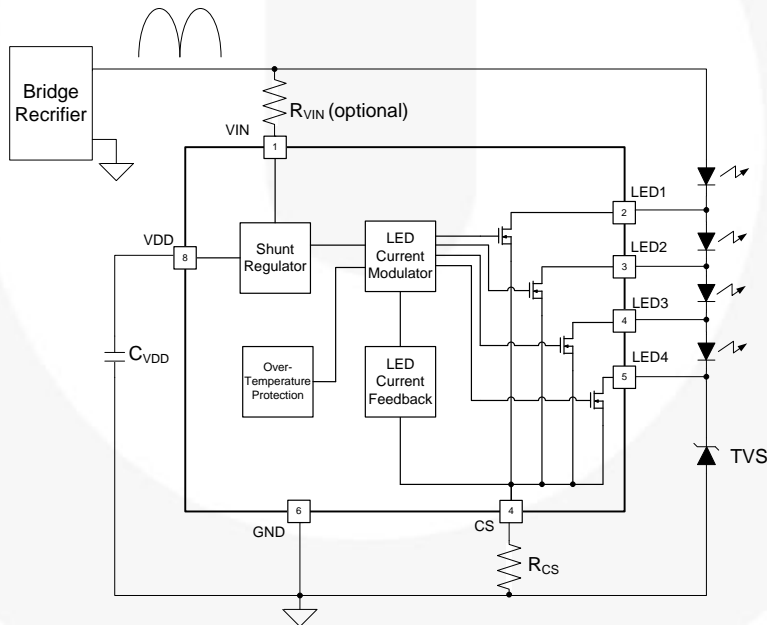 Bridge
Recrifier
RVIN (optional)
VIN
1
LED1
2
VDD
8
Shunt
Regulator
LED
Current
Modulator
LED2
3
LED3
4
CVDD
Over-
Temperature
Protection
LED
Current
Feedback
LED4
5
TVS
6
GND
4
CS
RCS